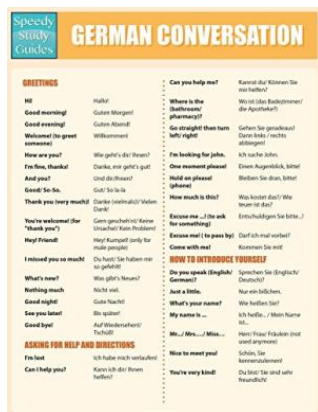 Speedy
Study
Guides
GERMAN CONVERSATION
GREETINGS
Hi! Hallo!
Good morning! Guten Morgen!
Good evening! Guten Abend!
Welcome! (to greet someone) Willkommen!
How are you? Wie geht's dir/ Ihnen?
I'm fine, thanks! Danke, mir geht's gut!
And you? Und dir/Ihnen?
Good/ So-So. Gut/ So la-la
Thank you (very much)! Danke (vielmals)!/ Vielen Dank!
You're welcome! (for "thank you") Gern geschehn'n!/ Keine Ursache!/ Kein Problem!
Hey! Friend! Hey! Kumpel! (only for male people)
I missed you so much! Du hast/ Sie haben mir so gefehlt!
What's new? Was gibt's Neues?
Nothing much Nicht viel.
Good night! Gute Nacht!
See you later! Bis später!
Good bye! Auf Wiedersehen!/ Tschüß!
ASKING FOR HELP AND DIRECTIONS
I'm lost Ich habe mich verlaufen!
Can I help you? Kann ich dir/ Ihnen helfen?
Can you help me? Kannst du/ Können Sie mir helfen?
Where is the (bathroom/ pharmacy)? Wo ist (das Badezimmer/ die Apotheke?)
Go straight! then turn left/ right! Gehen Sie geradeaus! Dann links / rechts abbiegen!
I'm looking for John. Ich suche John.
One moment please! Einen Augenblick, bitte!
Hold on please! (phone) Bleiben Sie dran, bitte!
How much is this? Was kostet das?/ Wie teuer ist das?
Excuse me ...! (to ask for something) Entschuldigen Sie bitte...!
Excuse me! ( to pass by) Darf ich mal vorbei?
Come with me! Kommen Sie mit!
HOW TO INTRODUCE YOURSELF
Do you speak (English/ German)? Sprechen Sie (Englisch/ Deutsch)?
Just a little. Nur ein bißchen.
What's your name? Wie heißen Sie?
My name is ... Ich heiße... / Mein Name ist...
Mr.../ Mrs..../ Miss... Herr/ Frau/ Fräulein (not used anymore)
Nice to meet you! Schön, Sie kennenzulernen!
You're very kind! Du bist/ Sie sind sehr freundlich!